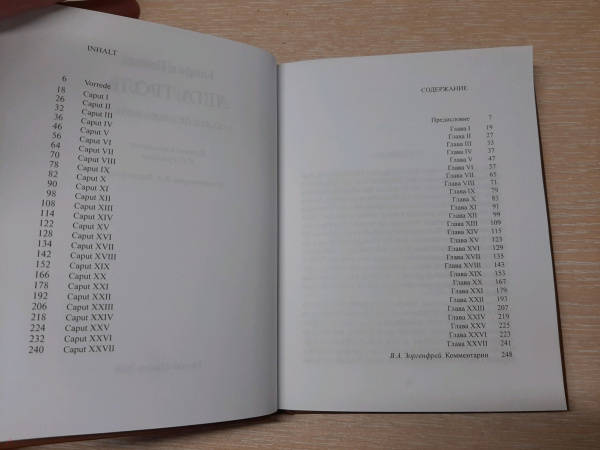 INHALT
6 Vorrede
18 Caput I
26 Caput II
32 Caput III
36 Caput IV
46 Caput V
56 Caput VI
64 Caput VII
70 Caput VIII
78 Caput IX
82 Caput X
90 Caput XI
98 Caput XII
108 Caput XIII
114 Caput XIV
122 Caput XV
128 Caput XVI
134 Caput XVII
142 Caput XVIII
152 Caput XIX
166 Caput XX
178 Caput XXI
192 Caput XXII
206 Caput XXIII
218 Caput XXIV
224 Caput XXV
232 Caput XXVI
240 Caput XXVII
СОДЕРЖАНИЕ
Предисловие 7
Глава I 19
Глава II 27
Глава III 33
Глава IV 37
Глава V 47
Глава VI 57
Глава VII 65
Глава VIII 71
Глава IX 79
Глава X 83
Глава XI 91
Глава XII 99
Глава XIII 109
Глава XIV 115
Глава XV 123
Глава XVI 129
Глава XVII 135
Глава XVIII 143
Глава XIX 153
Глава XX 167
Глава XXI 179
Глава XXII 193
Глава XXIII 207
Глава XXIV 219
Глава XXV 225
Глава XXVI 223
Глава XXVII 241
В.А. Зоргенфрей. Комментарии 248